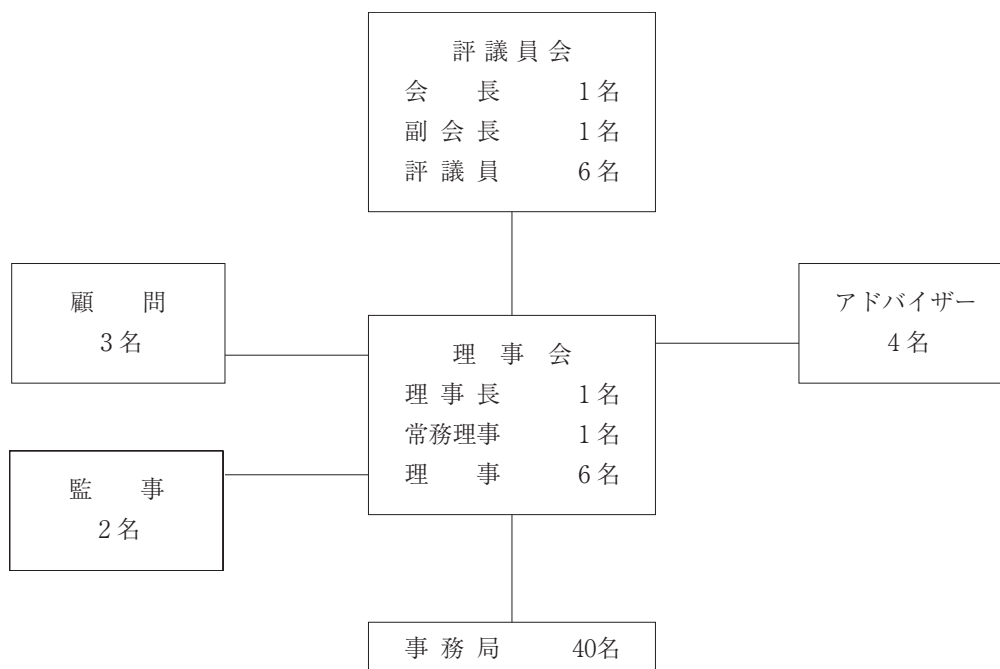 評議員会
会長 1名
副会長 1名
評議員 6名
顧問
3名
アドバイザー
4名
理事会
理事長 1名
常務理事 1名
理事 6名
監事
2名
事務局 40名